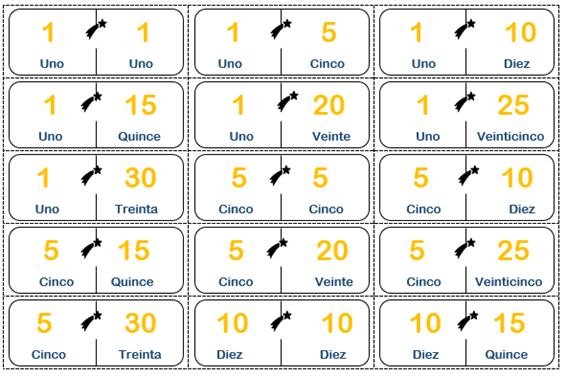 1 1 1 5 1 10
Uno Uno Uno Cinco Uno Diez
1 15 1 20 1 25
Uno Quince Uno Veinte Uno Veinticinco
1 30 5 5 5 10
Uno Treinta Cinco Cinco Cinco Diez
5 15 5 20 5 25
Cinco Quince Cinco Veinte Cinco Veinticinco
5 30 10 10 10 15
Cinco Treinta Diez Diez Diez Quince